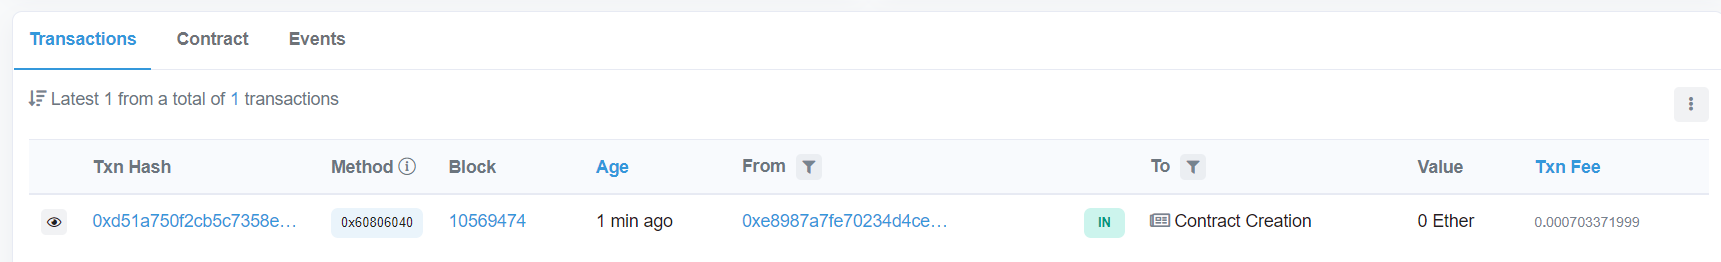 Transactions Contract Events
Latest 1 from a total of 1 transactions
Txn Hash Method Block Age From To Value Txn Fee
0xd51a750f2cb5c7358e... 0x60806040 10569474 1 min ago 0xe8987a7fe70234d4ce... IN Contract Creation 0 Ether 0.000703371999